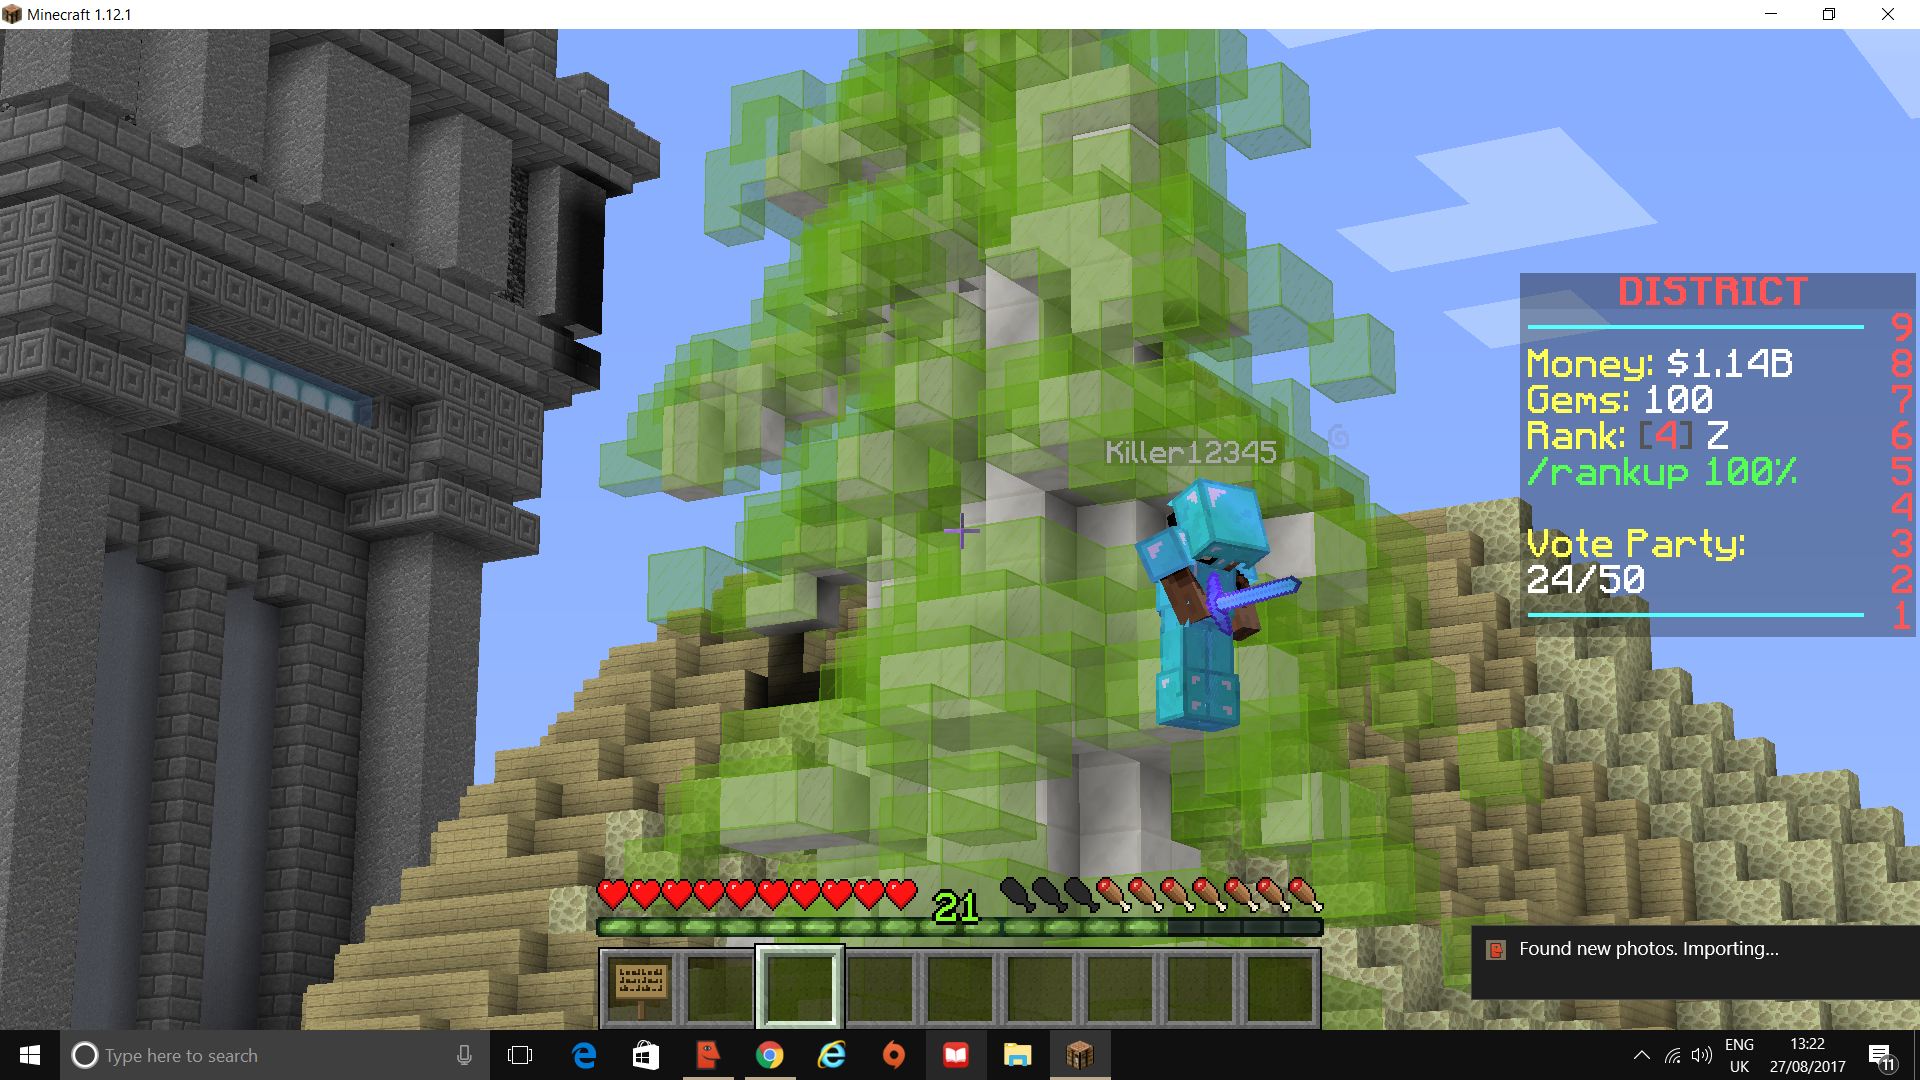 Minecraft 1.12.1
DISTRICT
9
Money: $1.14B 8
Gems: 100 7
Rank: [4] Z 6
/rankup 100% 5
4
Vote Party: 3
24/50 2
1
Killer12345
21
Found new photos. Importing...
Type here to search
ENG
UK
13:22
27/08/2017
11